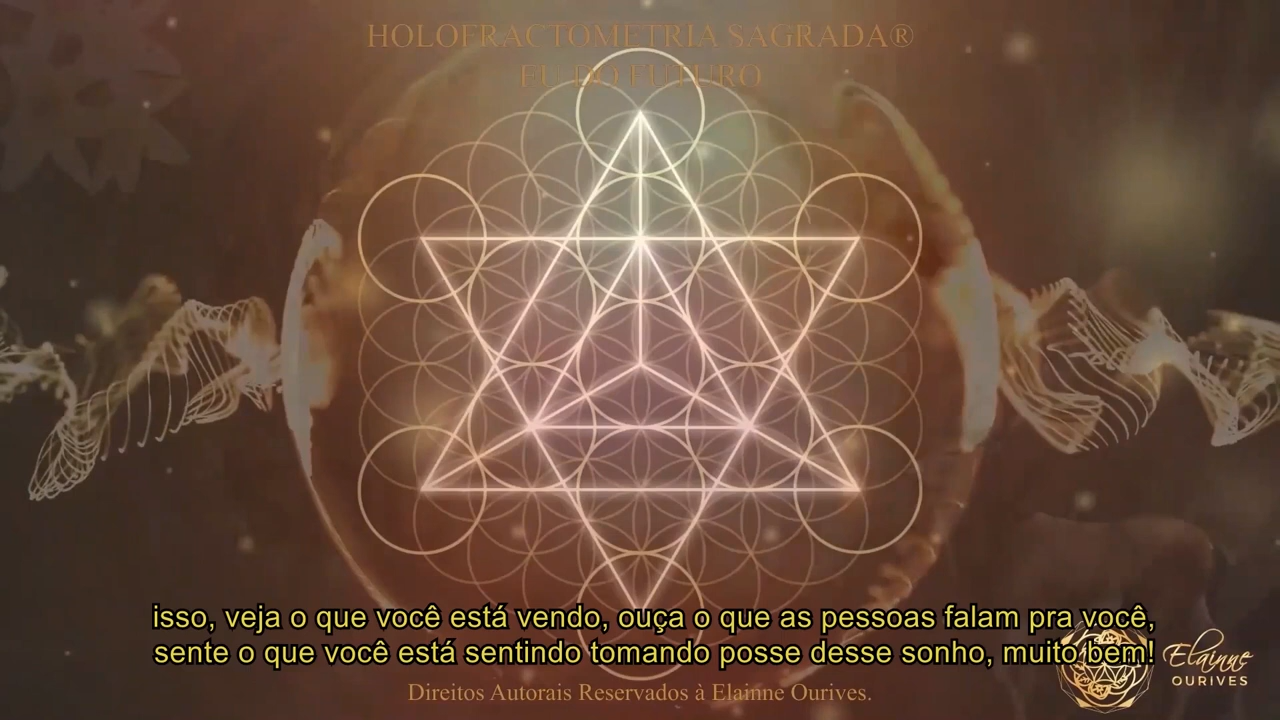 HOLOFRACTOMETRIA SAGRADA®
EU DO FUTURO
isso, veja o que você está vendo, ouça o que as pessoas falam pra você,
sente o que você está sentindo tomando posse desse sonho, muito bem!
Elainne
OURIVES
Direitos Autorais Reservados à Elainne Ourives.